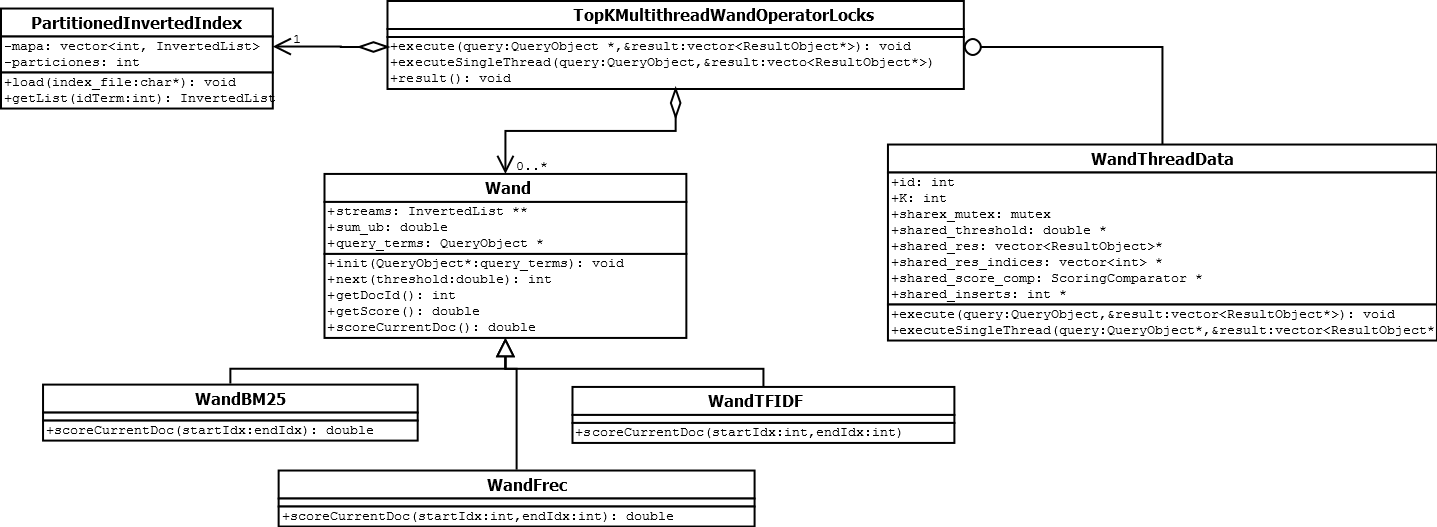 PartitionedInvertedIndex
-mapa: vector<int, InvertedList>
-particiones: int
+load(index_file:char*): void
+getList(idTerm:int): InvertedList
1
TopKMultithreadWandOperatorLocks
+execute(query:QueryObject *,&result:vector<ResultObject*>): void
+executeSingleThread(query:QueryObject,&result:vecto<ResultObject*>)
+result(): void
0..*
Wand
+streams: InvertedList **
+sum_ub: double
+query_terms: QueryObject *
+init(QueryObject*:query_terms): void
+next(threshold:double): int
+getDocId(): int
+getScore(): double
+scoreCurrentDoc(): double
WandThreadData
+id: int
+K: int
+sharex_mutex: mutex
+shared_threshold: double *
+shared_res: vector<ResultObject>*
+shared_res_indices: vector<int> *
+shared_score_comp: ScoringComparator *
+shared_inserts: int *
+execute(query:QueryObject,&result:vector<ResultObject*>): void
+executeSingleThread(query:QueryObject*,&result:vector<ResultObject*
WandBM25
+scoreCurrentDoc(startIdx:endIdx): double
WandTFIDF
+scoreCurrentDoc(startIdx:int,endIdx:int)
WandFrec
+scoreCurrentDoc(startIdx:int,endIdx:int): double